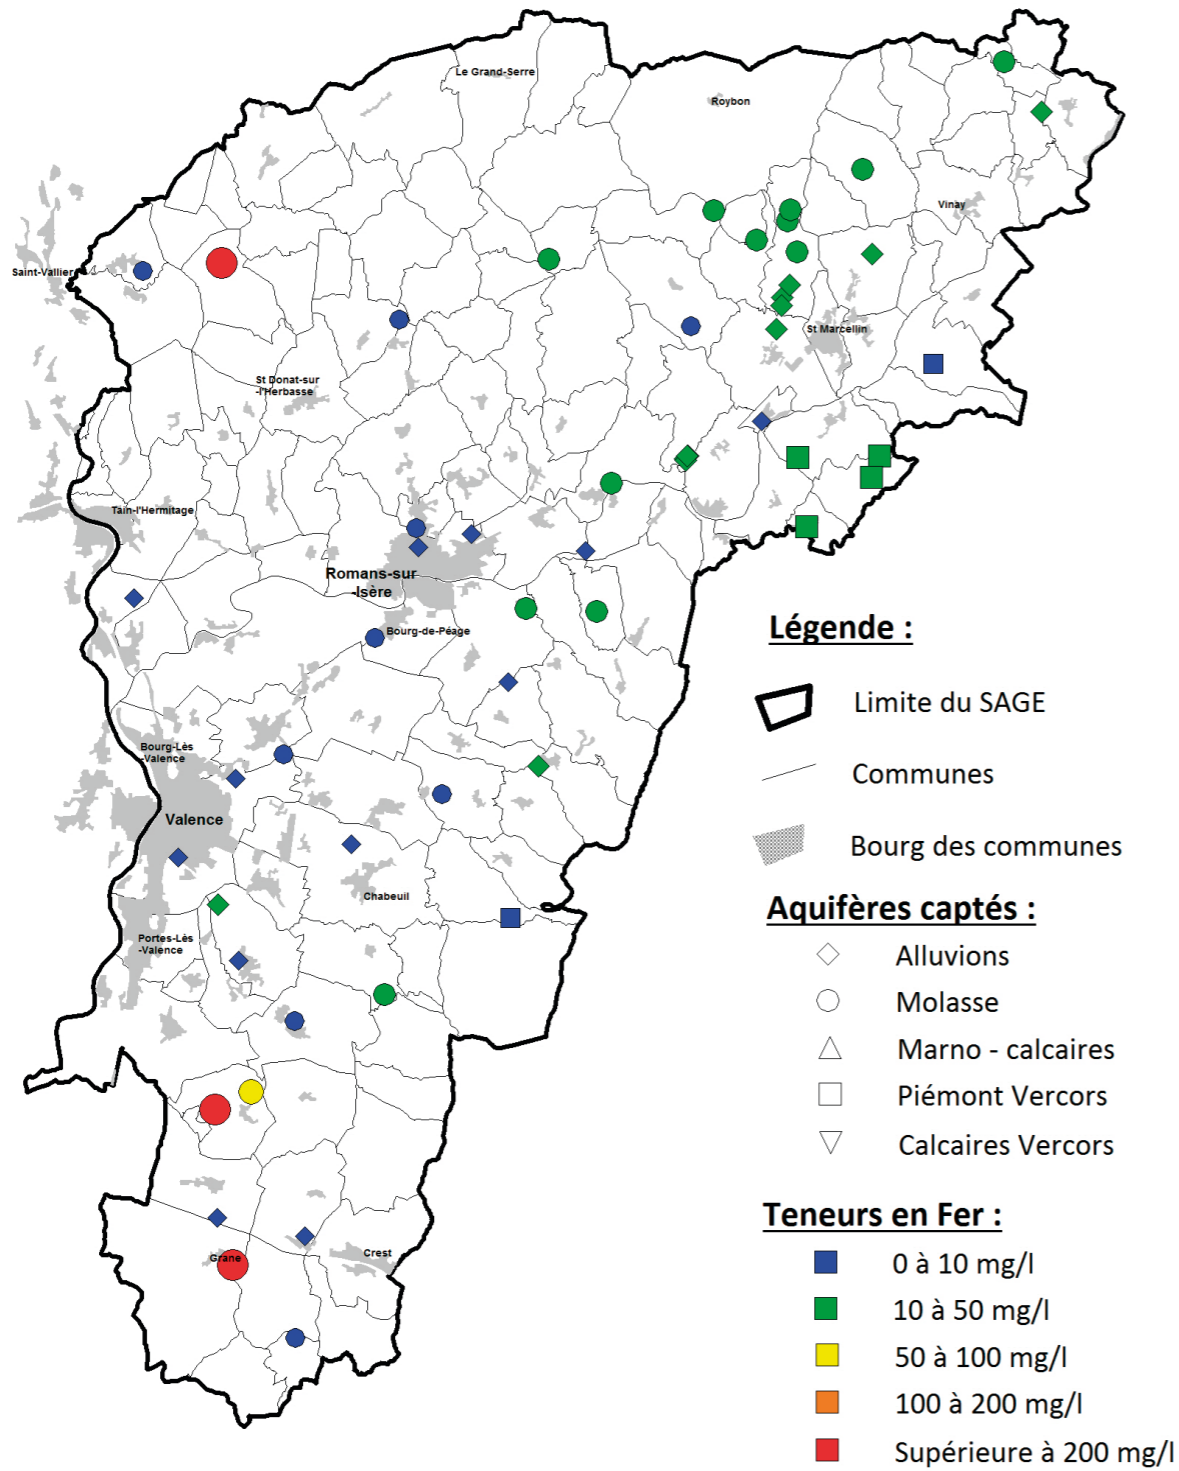 Le Grand-Serre
Roybon
Vinay
Saint-Vallier
St Marcellin
St Donat-sur
-l'Herbasse
Tain-l'Hermitage
Romans-sur
-Isère
Bourg-de-Péage
Bourg-Lès
-Valence
Valence
Chabeuil
Portes-Lès
-Valence
Grane
Crest
Légende :
Limite du SAGE
Communes
Bourg des communes
Aquifères captés :
Alluvions
Molasse
Marno - calcaires
Piémont Vercors
Calcaires Vercors
Teneurs en Fer :
0 à 10 mg/l
10 à 50 mg/l
50 à 100 mg/l
100 à 200 mg/l
Supérieure à 200 mg/l